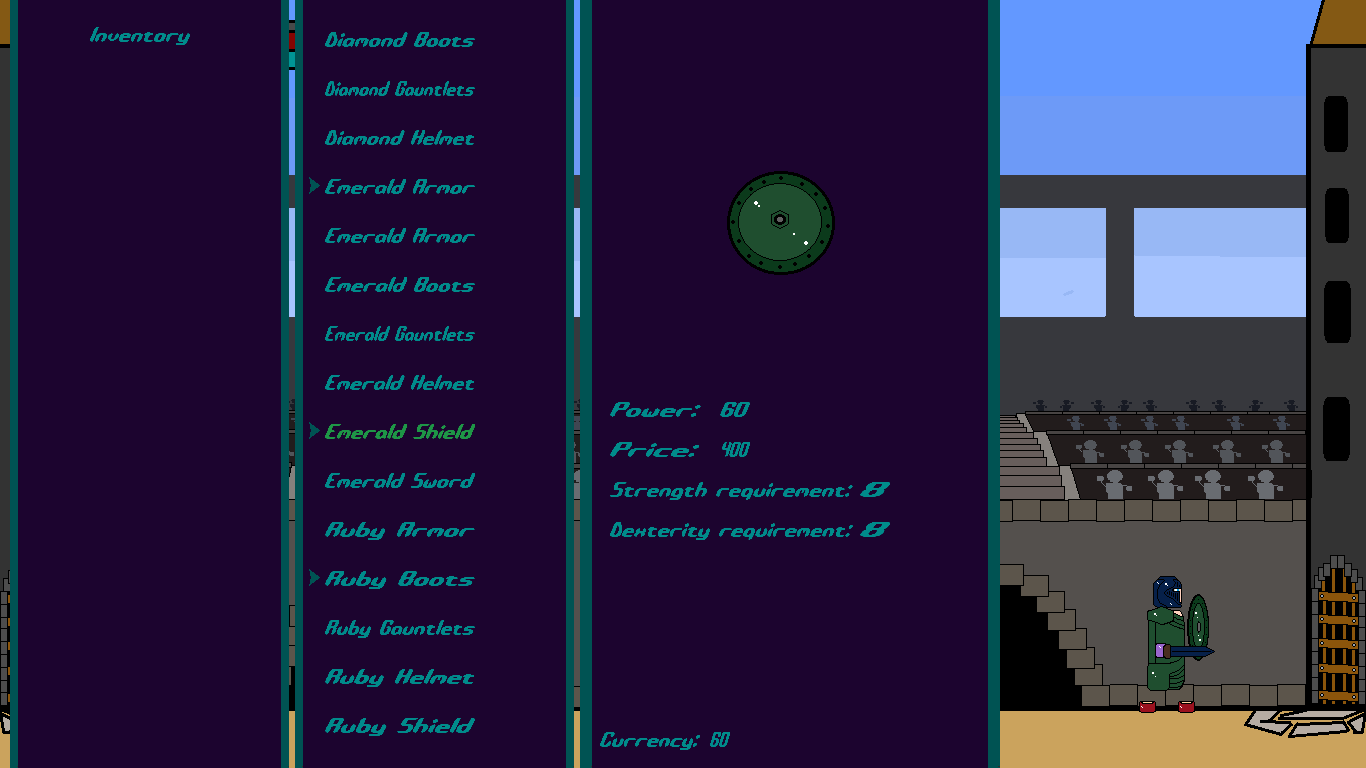 Inventory
Diamond Boots
Diamond Gauntlets
Diamond Helmet
Emerald Armor
Emerald Armor
Emerald Boots
Emerald Gauntlets
Emerald Helmet
Emerald Shield
Emerald Sword
Ruby Armor
Ruby Boots
Ruby Gauntlets
Ruby Helmet
Ruby Shield
Power: 60
Price: 400
Strength requirement: 8
Dexterity requirement: 8
Currency: 60